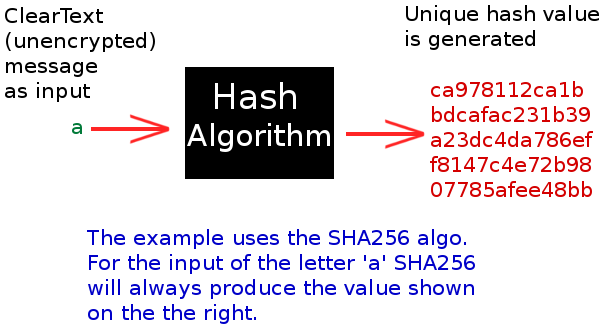 ClearText
(unencrypted)
message
as input
a
Hash
Algorithm
Unique hash value
is generated
ca978112ca1b
bdcafac231b39
a23dc4da786ef
f8147c4e72b98
07785afee48bb
The example uses the SHA256 algo.
For the input of the letter 'a' SHA256
will always produce the value shown
on the the right.